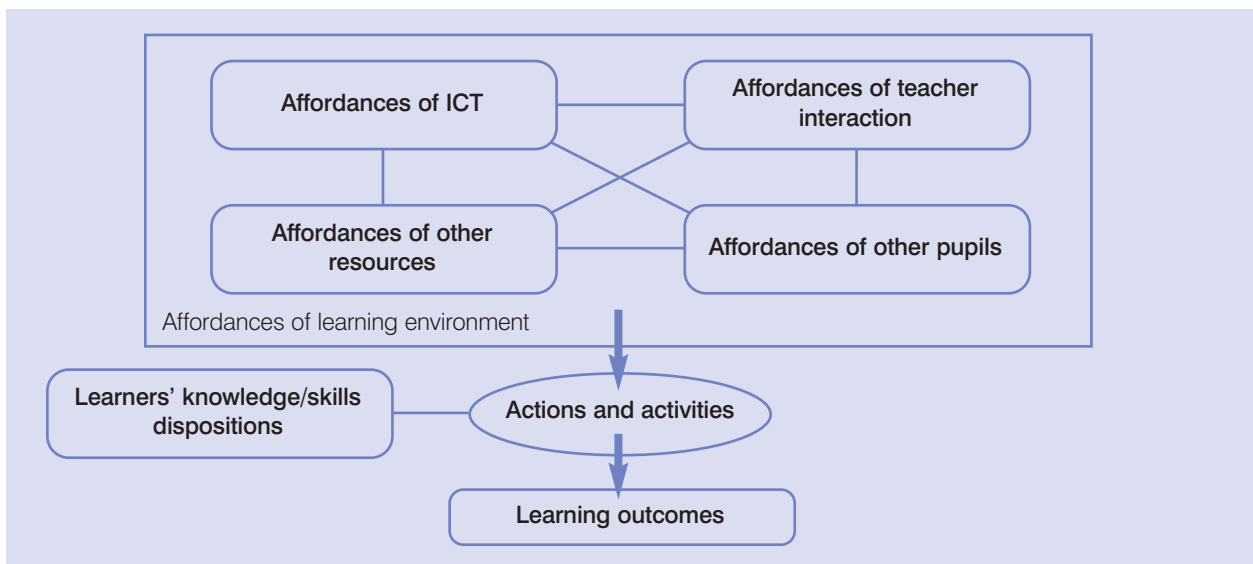 Affordances of ICT
Affordances of teacher
interaction
Affordances of other
resources
Affordances of other pupils
Affordances of learning environment
Learners’ knowledge/skills
dispositions
Actions and activities
Learning outcomes